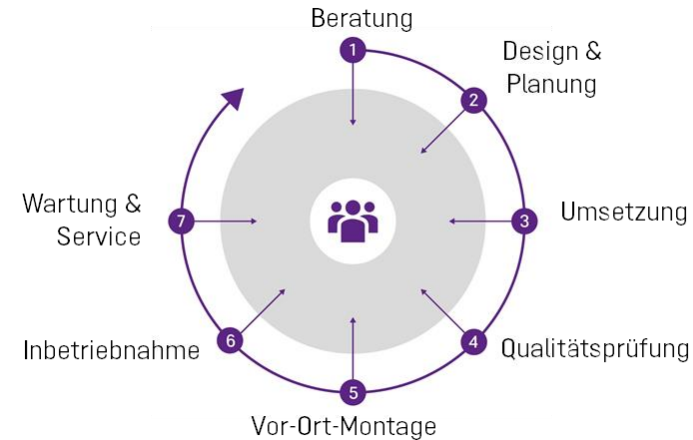 Beratung
1
Design &
Planung
2
Umsetzung
3
Qualitätsprüfung
4
Vor-Ort-Montage
5
Inbetriebnahme
6
Wartung &
Service
7